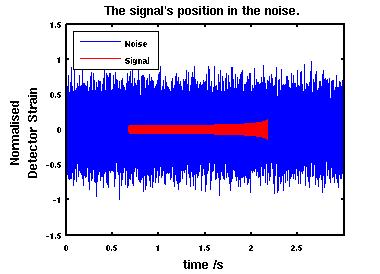 The signal's position in the noise.
Noise
Signal
Normalised
Detector Strain
1.5
1
0.5
0
-0.5
-1
-1.5
0 0.5 1 1.5 2 2.5
time /s